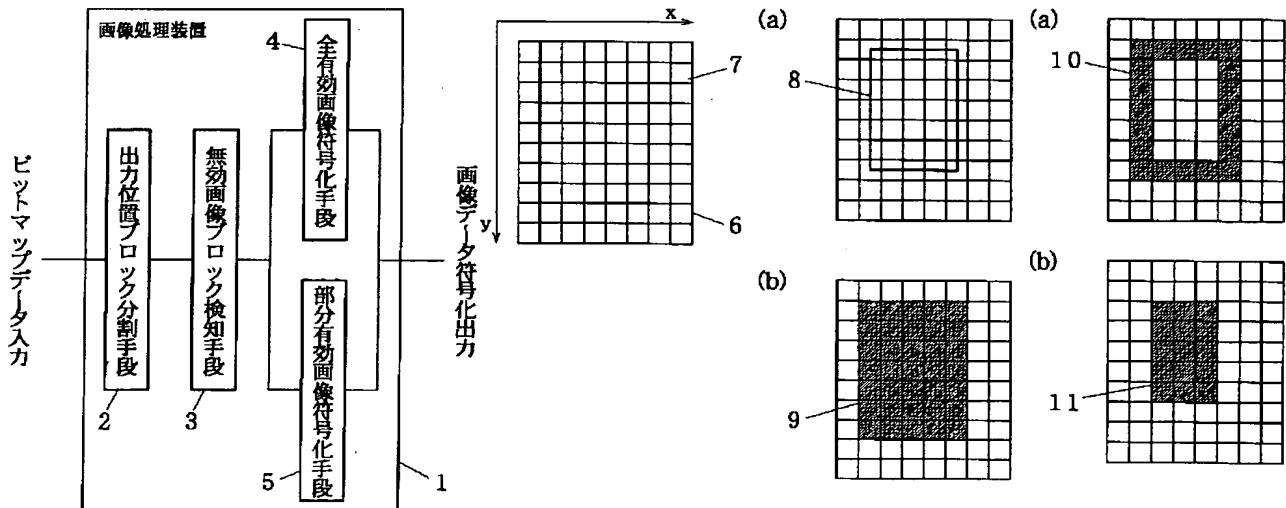 画像処理装置
ビットマップデータ入力
出力位置ブロック分割手段
2
無効画像ブロック検知手段
3
4
全有効画像符号化手段
部分有効画像符号化手段
5
1
画像データ符号化出力
x
y
7
6
(a)
8
(b)
9
(a)
10
(b)
11